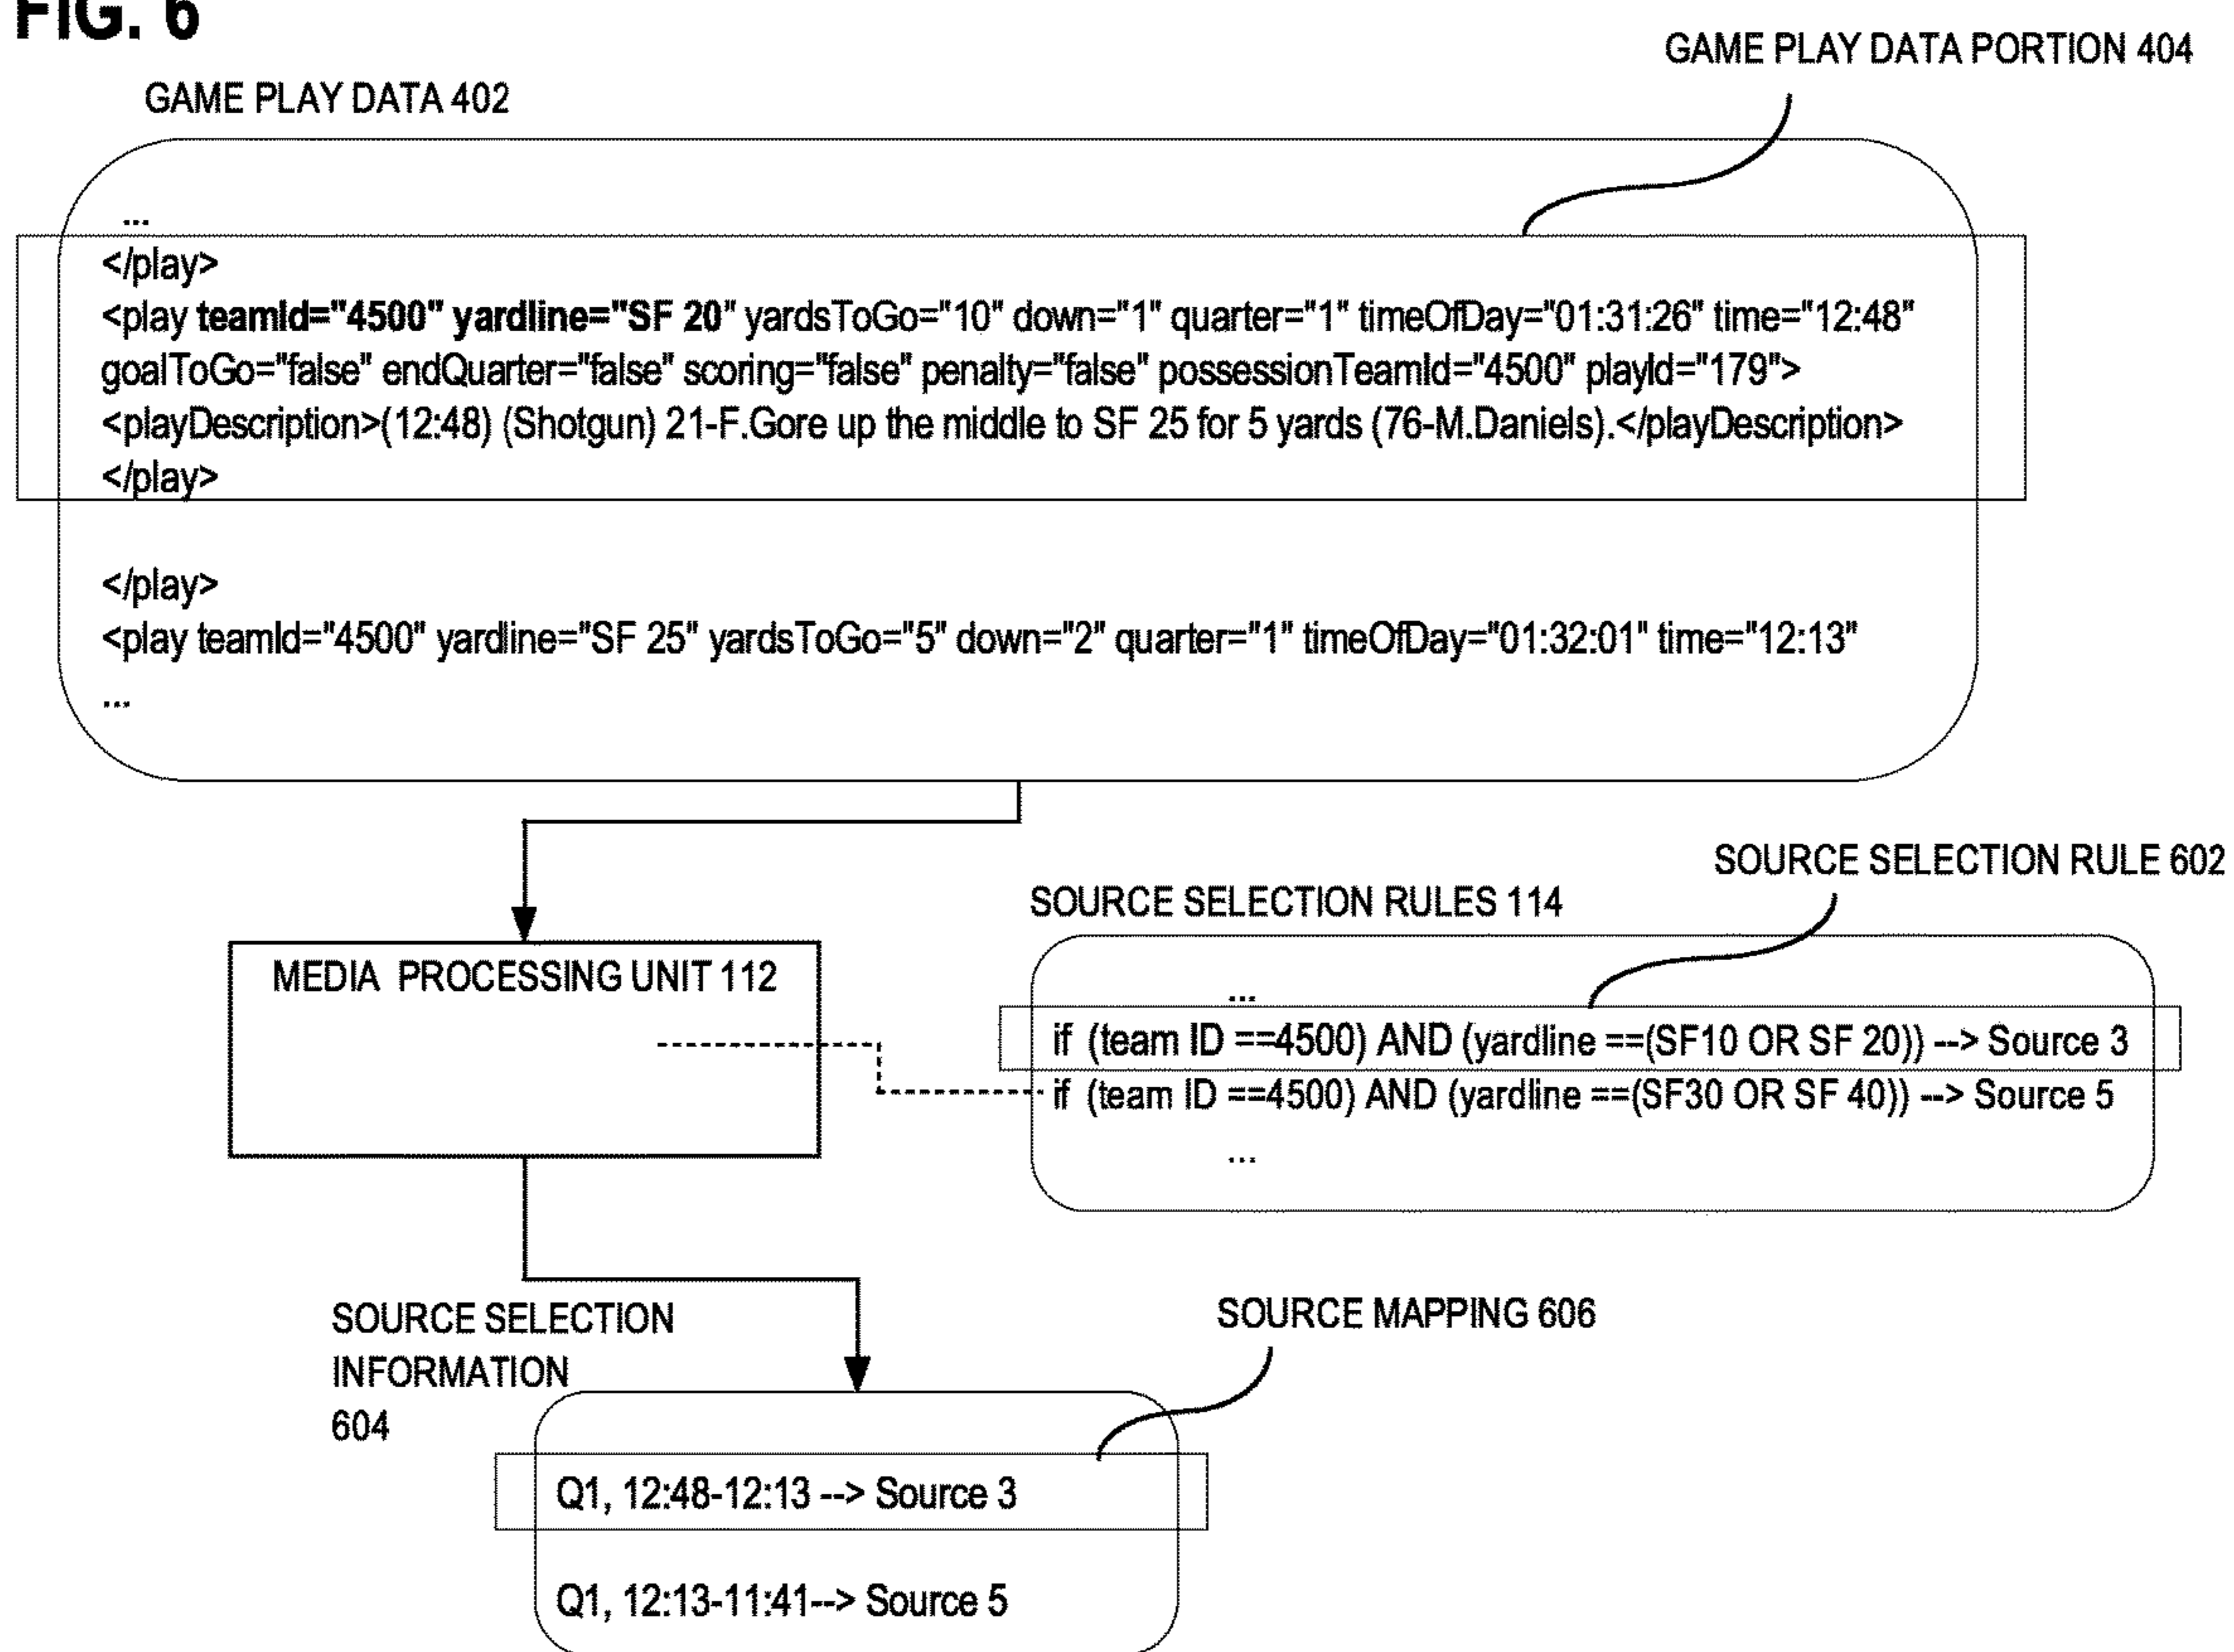 FIG. 6
GAME PLAY DATA PORTION 404
GAME PLAY DATA 402
...
</play>
<play teamId="4500" yardline="SF 20" yardsToGo="10" down="1" quarter="1" timeOfDay="01:31:26" time="12:48"
goalToGo="false" endQuarter="false" scoring="false" penalty="false" possessionTeamId="4500" playId="179">
<playDescription>(12:48) (Shotgun) 21-F.Gore up the middle to SF 25 for 5 yards (76-M.Daniels).</playDescription>
</play>
</play>
<play teamId="4500" yardline="SF 25" yardsToGo="5" down="2" quarter="1" timeOfDay="01:32:01" time="12:13"
...
SOURCE SELECTION RULE 602
SOURCE SELECTION RULES 114
MEDIA PROCESSING UNIT 112
...
if (team ID ==4500) AND (yardline ==(SF10 OR SF 20)) --> Source 3
if (team ID ==4500) AND (yardline ==(SF30 OR SF 40)) --> Source 5
...
SOURCE SELECTION
INFORMATION
604
SOURCE MAPPING 606
Q1, 12:48-12:13 --> Source 3
Q1, 12:13-11:41--> Source 5